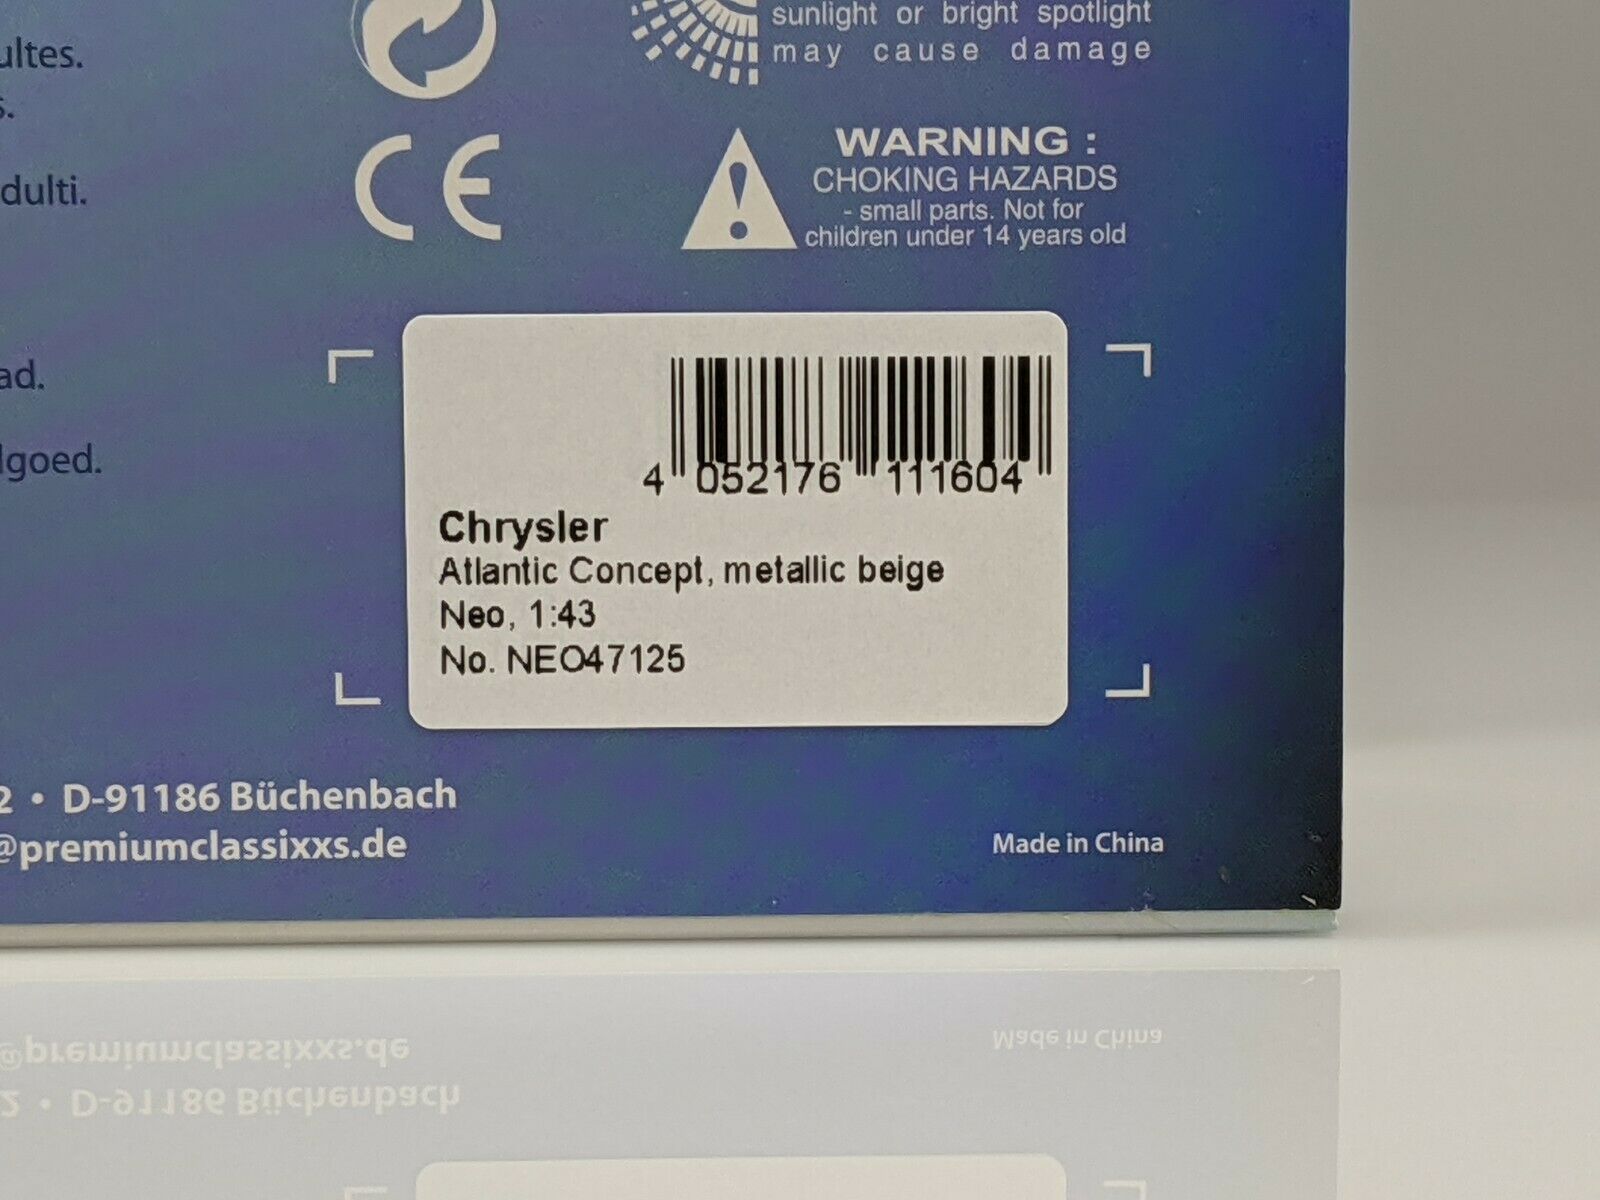 sunlight or bright spotlight
may cause damage
ultes.
s.
dulti.
ad.
lgoed.
CE
WARNING :
CHOKING HAZARDS
- small parts. Not for
children under 14 years old
4 052176 111604
Chrysler
Atlantic Concept, metallic beige
Neo, 1:43
No. NEO47125
2 • D-91186 Büchenbach
@premiumclassixxs.de
Made in China